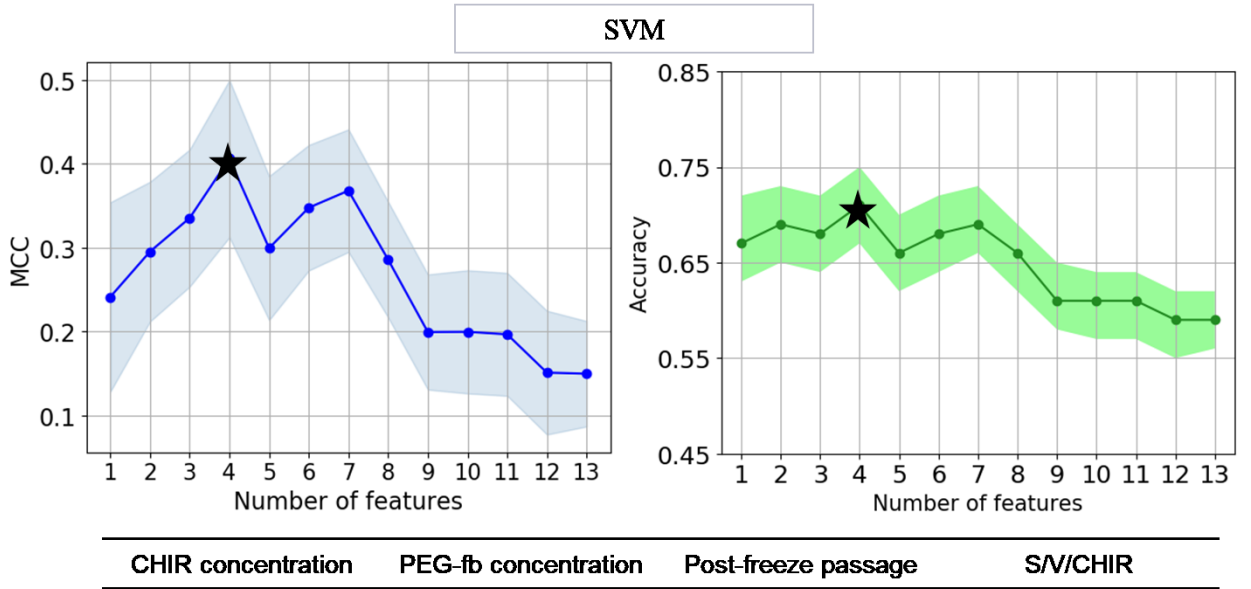 SVM
0.5
0.4
0.3
0.2
0.1
MCC
1 2 3 4 5 6 7 8 9 10 11 12 13
Number of features
0.85
0.75
0.65
0.55
0.45
Accuracy
1 2 3 4 5 6 7 8 9 10 11 12 13
Number of features
CHIR concentration PEG-fb concentration Post-freeze passage S/V/CHIR